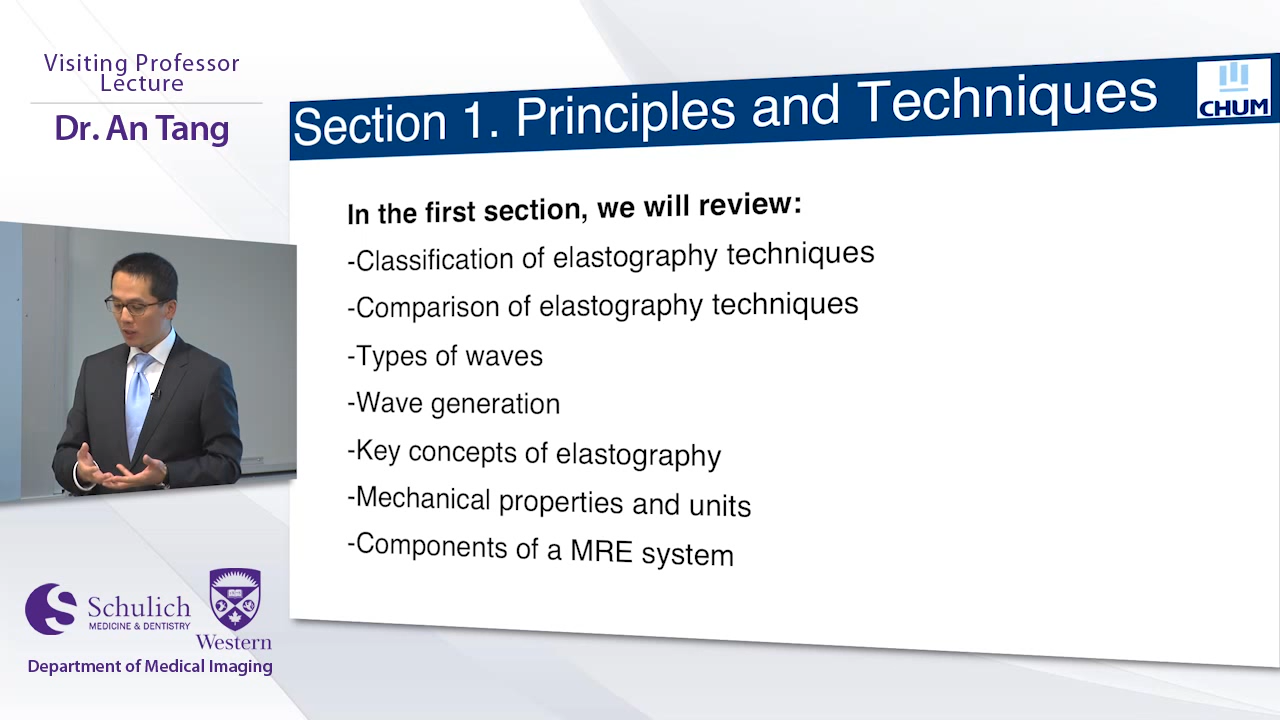 Visiting Professor
Lecture
Dr. An Tang
Section 1. Principles and Techniques
CHUM
In the first section, we will review:
-Classification of elastography techniques
-Comparison of elastography techniques
-Types of waves
-Wave generation
-Key concepts of elastography
-Mechanical properties and units
-Components of a MRE system
Schulich
MEDICINE & DENTISTRY
Western
Department of Medical Imaging